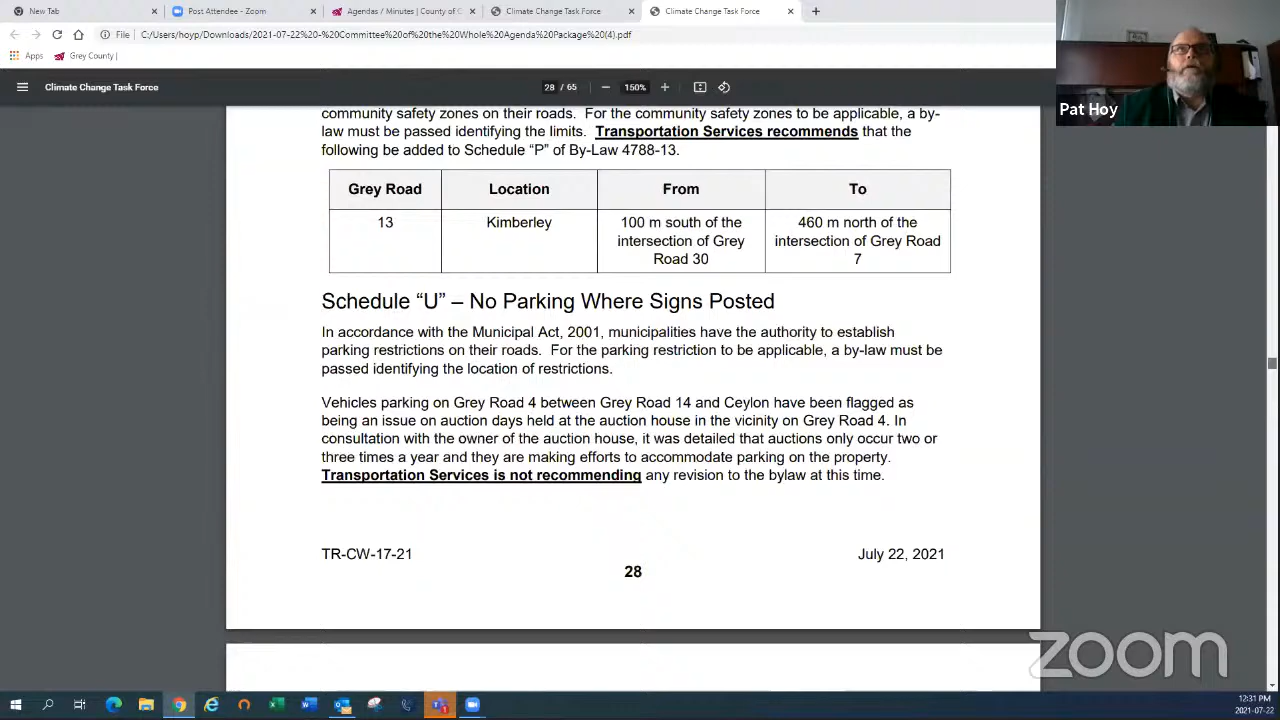 New Tab
Post Attendee - Zoom
Agendas / Minutes | County of C
Climate Change Task Force
Climate Change Task Force
File
C:/Users/hoyp/Downloads/2021-07-22%20-%20Committee%20of%20the%20Whole%20Agenda%20Package%20(4).pdf
Apps
Grey County |
Climate Change Task Force
28 / 65
150%
Pat Hoy
community safety zones on their roads. For the community safety zones to be applicable, a by-
law must be passed identifying the limits. Transportation Services recommends that the
following be added to Schedule “P” of By-Law 4788-13.
Grey Road Location From To
13 Kimberley 100 m south of the 460 m north of the
intersection of Grey intersection of Grey Road
Road 30 7
Schedule “U” – No Parking Where Signs Posted
In accordance with the Municipal Act, 2001, municipalities have the authority to establish
parking restrictions on their roads. For the parking restriction to be applicable, a by-law must be
passed identifying the location of restrictions.
Vehicles parking on Grey Road 4 between Grey Road 14 and Ceylon have been flagged as
being an issue on auction days held at the auction house in the vicinity on Grey Road 4. In
consultation with the owner of the auction house, it was detailed that auctions only occur two or
three times a year and they are making efforts to accommodate parking on the property.
Transportation Services is not recommending any revision to the bylaw at this time.
TR-CW-17-21 July 22, 2021
28
zoom
12:31 PM
2021-07-22